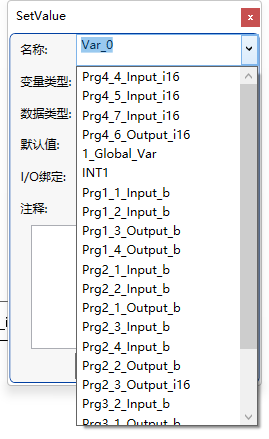 SetValue
x
名称:
Var_0
变量类型:
数据类型:
默认值:
I/O绑定:
注释:
Prg4_4_Input_i16
Prg4_5_Input_i16
Prg4_7_Input_i16
Prg4_6_Output_i16
1_Global_Var
INT1
Prg1_1_Input_b
Prg1_2_Input_b
Prg1_3_Output_b
Prg1_4_Output_b
Prg2_1_Input_b
Prg2_2_Input_b
Prg2_1_Output_b
Prg2_3_Input_b
Prg2_4_Input_b
Prg2_2_Output_b
Prg2_3_Output_i16
Prg3_2_Input_b
Prg3_1_Output_b